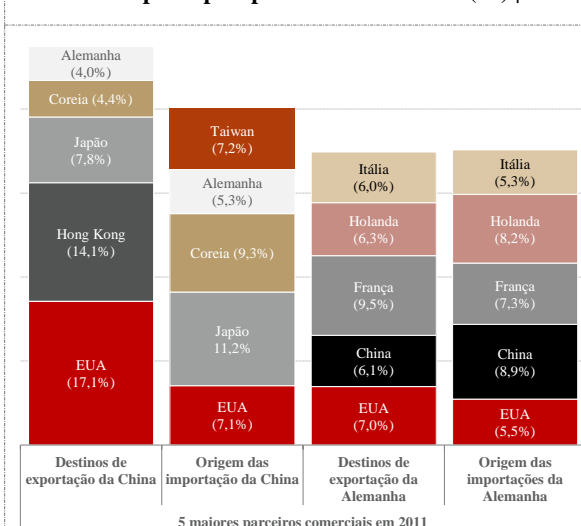 Alemanha
(4,0%)
Coreia (4,4%)
Japão
(7,8%)
Hong Kong
(14,1%)
EUA
(17,1%)
Taiwan
(7,2%)
Alemanha
(5,3%)
Coreia (9,3%)
Japão
11,2%
EUA
(7,1%)
Itália
(6,0%)
Holanda
(6,3%)
França
(9,5%)
China
(6,1%)
EUA
(7,0%)
Itália
(5,3%)
Holanda
(8,2%)
França
(7,3%)
China
(8,9%)
EUA
(5,5%)
Destinos de
exportação da China
Origem das
importação da China
Destinos de
exportação da
Alemanha
Origem das
importações da
Alemanha
5 maiores parceiros comerciais em 2011